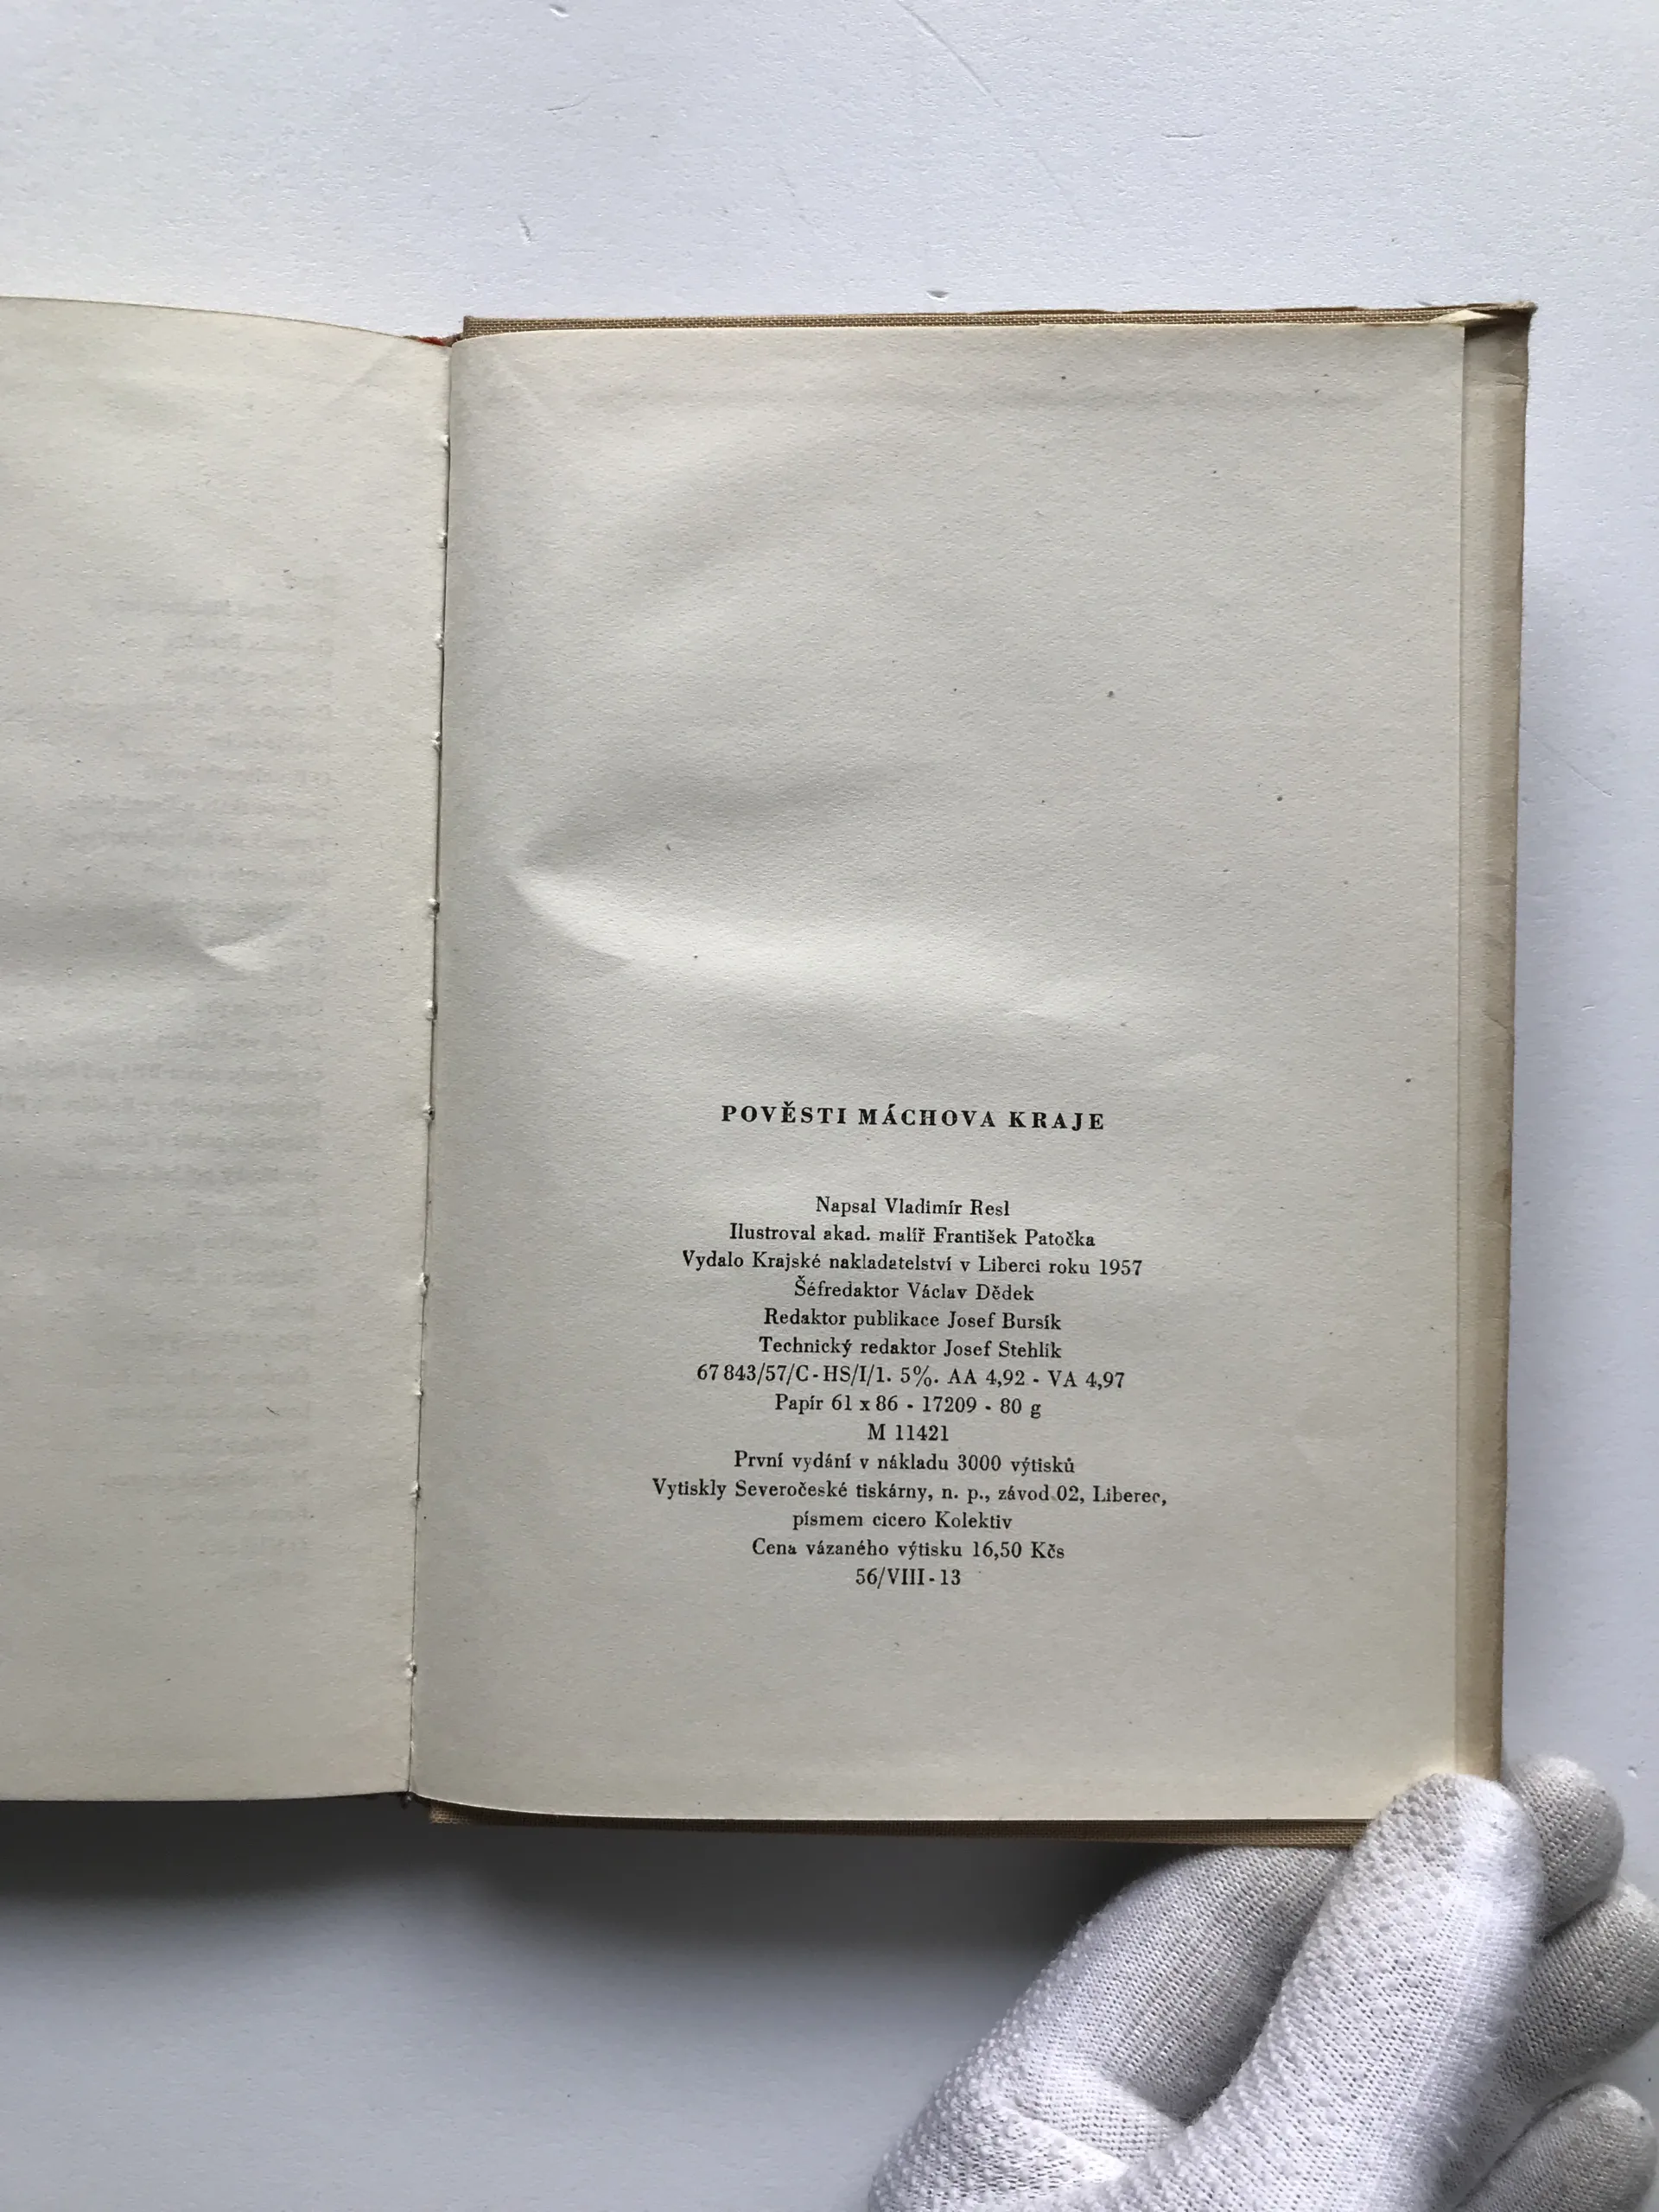 POVĚSTI MÁCHOVA KRAJE
Napsal Vladimír Resl
Ilustroval akad. malíř František Patočka
Vydalo Krajské nakladatelství v Liberci roku 1957
Šéfredaktor Václav Dědek
Redaktor publikace Josef Bursík
Technický redaktor Josef Stehlík
67 843/57/C - HS/I/1. 5%. AA 4,92 - VA 4,97
Papír 61 x 86 - 17209 - 80 g
M 11421
První vydání v nákladu 3000 výtisků
Vytiskly Severočeské tiskárny, n. p., závod 02, Liberec,
písmem cicero Kolektiv
Cena vázaného výtisku 16,50 Kčs
56/VIII - 13